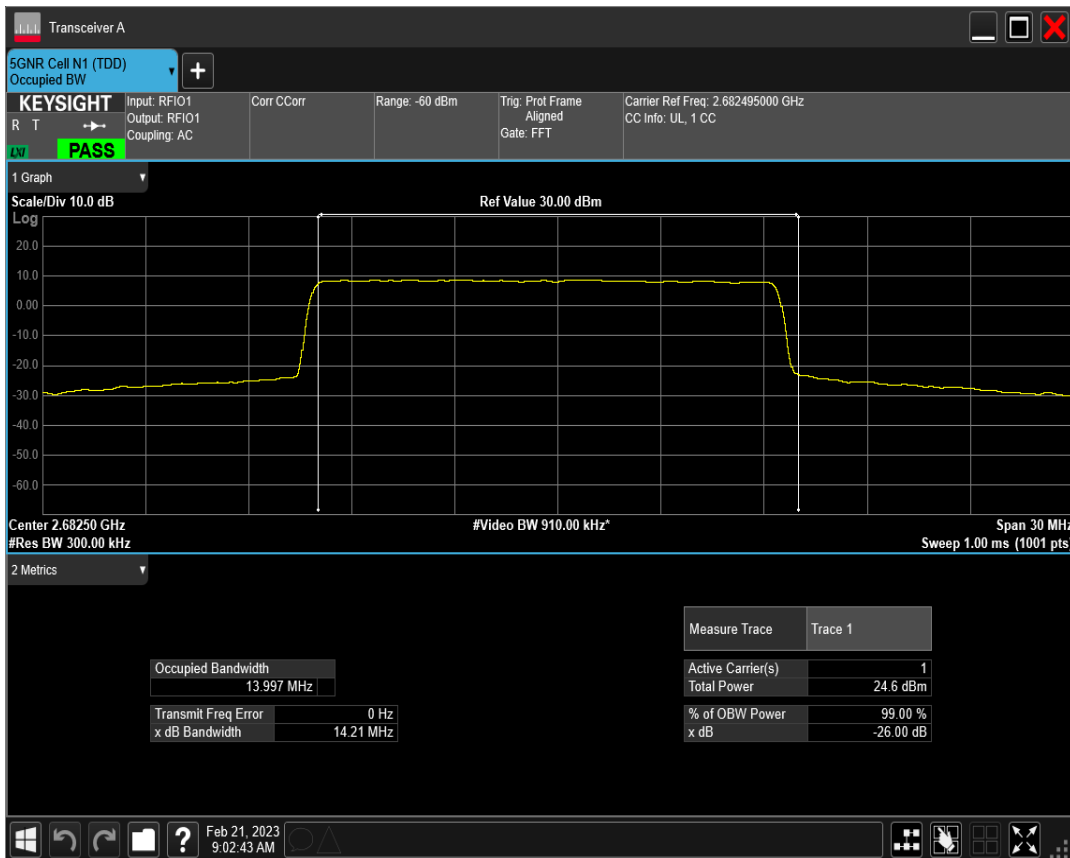 Transceiver A
5GNR Cell N1 (TDD)
Occupied BW
+
KEYSIGHT
R T
LXI
PASS
Input: RFIO1
Output: RFIO1
Coupling: AC
Corr CCorr
Range: -60 dBm
Trig: Prot Frame
Aligned
Gate: FFT
Carrier Ref Freq: 2.682495000 GHz
CC Info: UL, 1 CC
1 Graph
Scale/Div 10.0 dB
Ref Value 30.00 dBm
Log
20.0
10.0
0.00
-10.0
-20.0
-30.0
-40.0
-50.0
-60.0
Center 2.68250 GHz
#Video BW 910.00 kHz*
Span 30 MHz
#Res BW 300.00 kHz
Sweep 1.00 ms (1001 pts)
2 Metrics
Measure Trace Trace 1
Occupied Bandwidth
13.997 MHz
Active Carrier(s) 1
Total Power 24.6 dBm
Transmit Freq Error 0 Hz
x dB Bandwidth 14.21 MHz
% of OBW Power 99.00 %
x dB -26.00 dB
?
Feb 21, 2023
9:02:43 AM